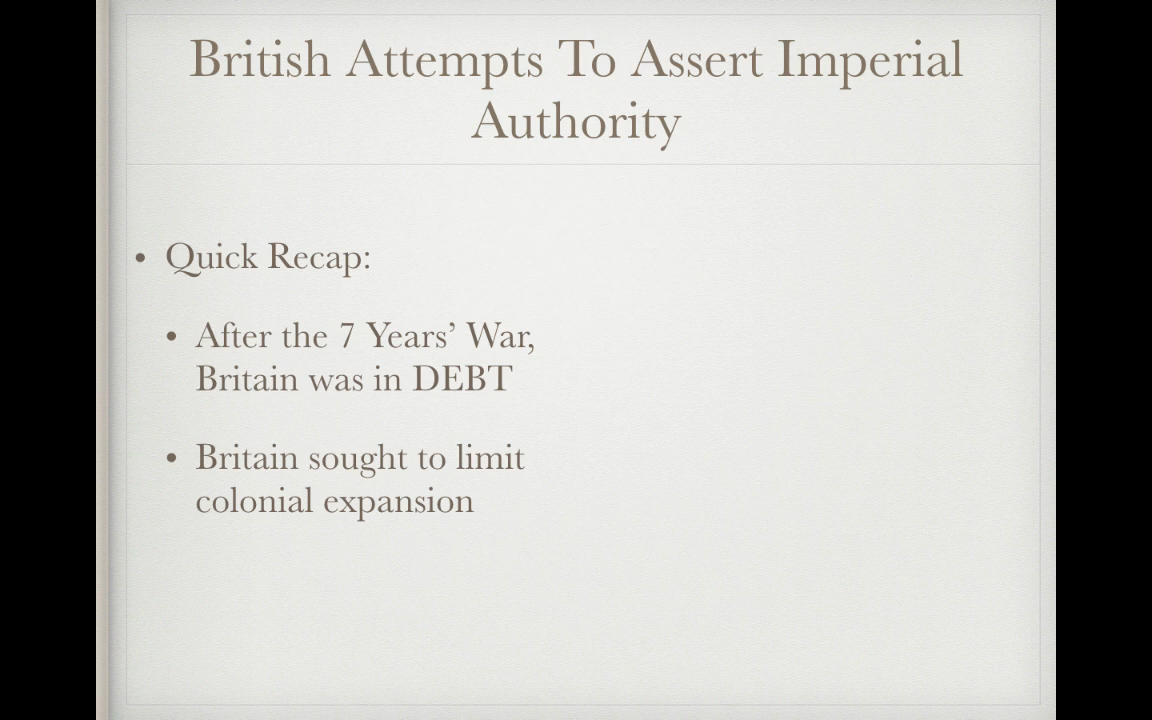 British Attempts To Assert Imperial
Authority
• Quick Recap:
• After the 7 Years’ War,
Britain was in DEBT
• Britain sought to limit
colonial expansion